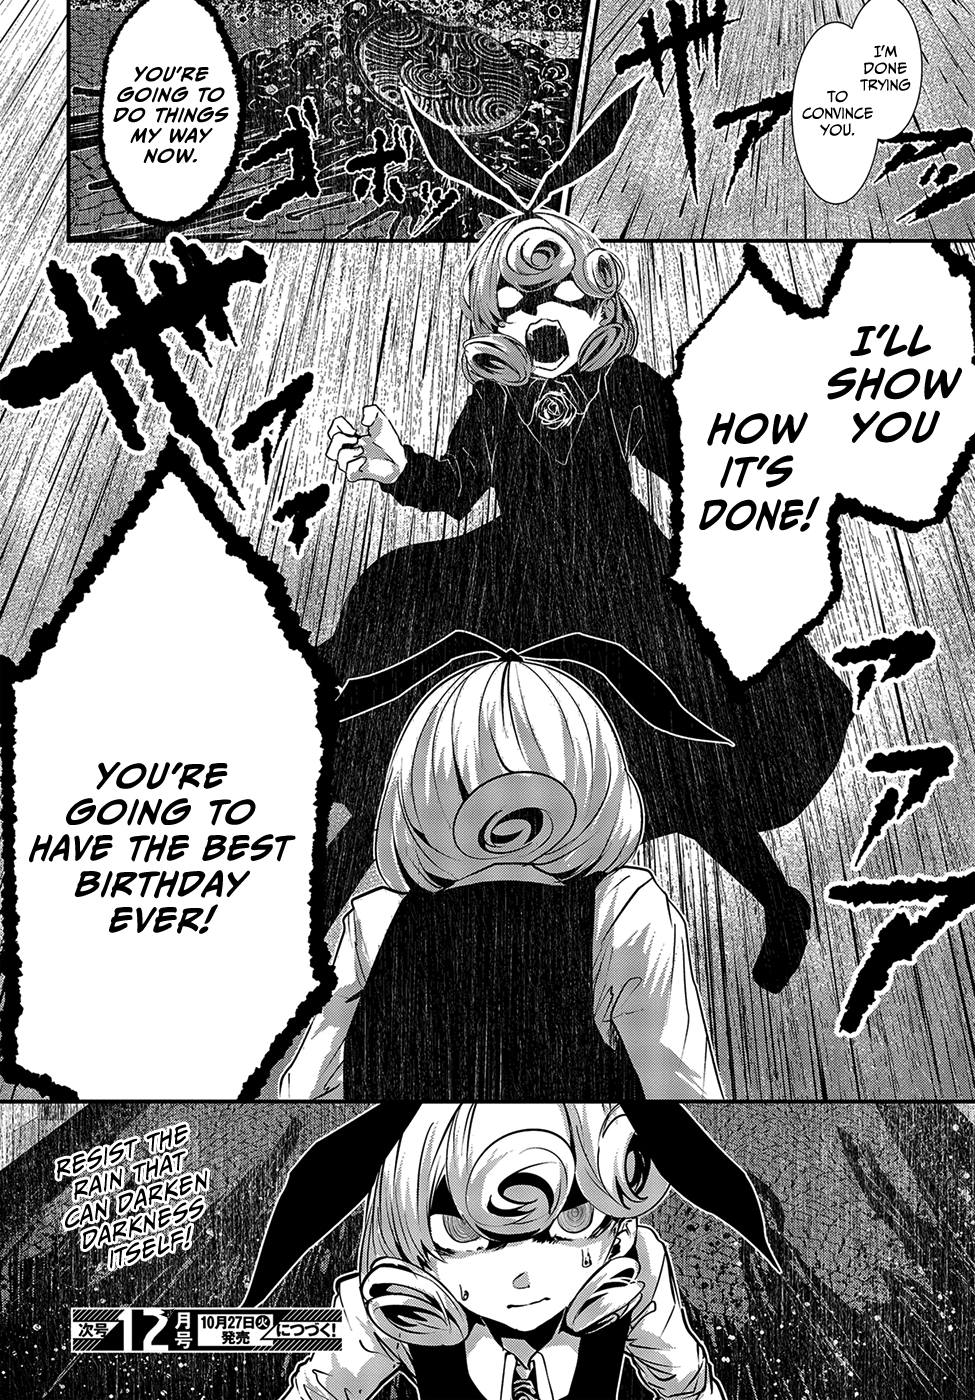 I'M
DONE
TRYING
TO
CONVINCE
YOU.
ザァァァ
YOU'RE
GOING TO
DO THINGS
MY WAY
NOW.
ゴボッ
I'LL
SHOW
YOU
HOW
IT'S
DONE!
ザァァァ
ザァ
YOU'RE
GOING TO
HAVE THE BEST
BIRTHDAY
EVER!
RESIST THE
RAIN THAT
CAN DARKEN
DARKNESS
ITSELF!
次号12月号10月27日(火)発売につづく!